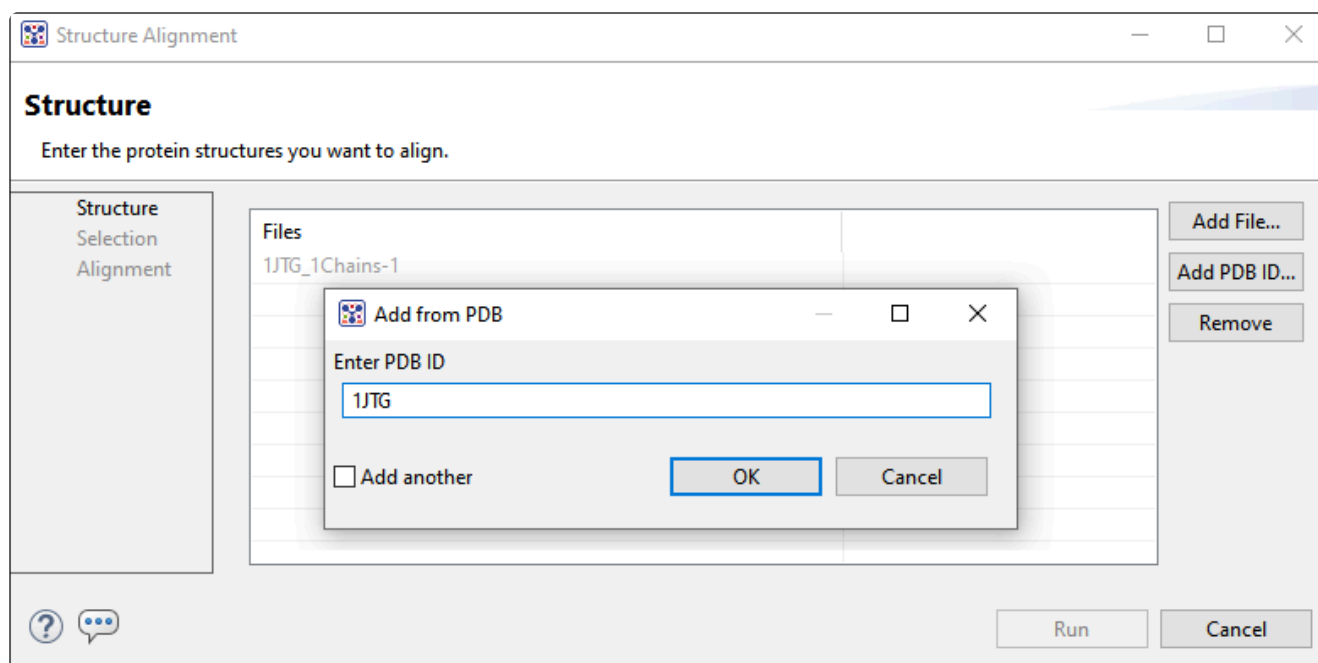 Structure Alignment
Structure
Enter the protein structures you want to align.
Structure
Selection
Alignment
Files
1JTG_1Chains-1
Add File...
Add PDB ID...
Remove
Add from PDB
Enter PDB ID
1JTG
Add another
OK
Cancel
Run
Cancel